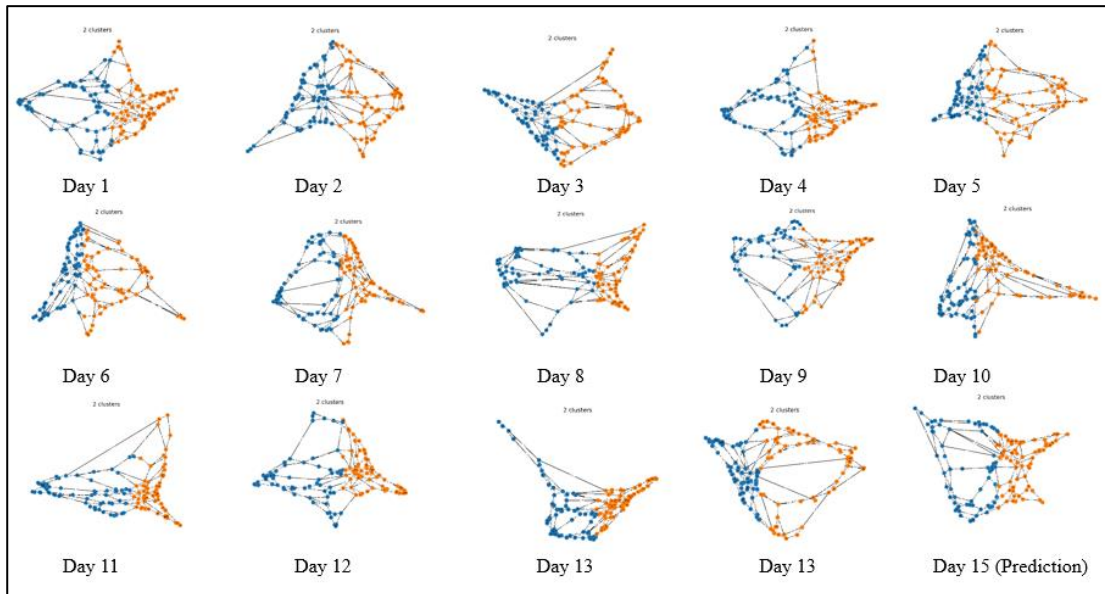 2 clusters 2 clusters 2 clusters 2 clusters 2 clusters
Day 1 Day 2 Day 3 Day 4 Day 5
2 clusters 2 clusters 2 clusters 2 clusters 2 clusters
Day 6 Day 7 Day 8 Day 9 Day 10
2 clusters 2 clusters 2 clusters 2 clusters 2 clusters
Day 11 Day 12 Day 13 Day 13 Day 15 (Prediction)